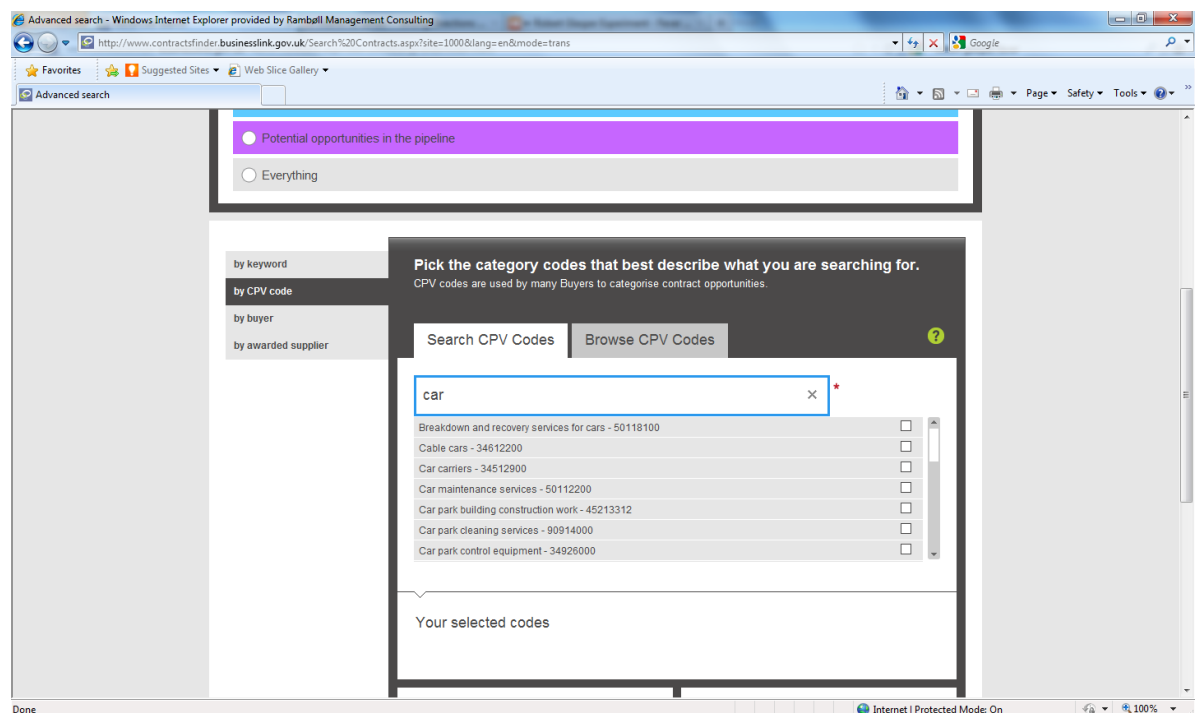 Advanced search - Windows Internet Explorer provided by Rambøll Management Consulting
http://www.contractsfinder.businesslink.gov.uk/Search%20Contracts.aspx?site=1000&lang=en&mode=trans
Google
Favorites Suggested Sites Web Slice Gallery
Advanced search
Page Safety Tools
Potential opportunities in the pipeline
Everything
by keyword
by CPV code
by buyer
by awarded supplier
Pick the category codes that best describe what you are searching for.
CPV codes are used by many Buyers to categorise contract opportunities.
Search CPV Codes Browse CPV Codes ?
car × *
Breakdown and recovery services for cars - 50118100
Cable cars - 34612200
Car carriers - 34512900
Car maintenance services - 50112200
Car park building construction work - 45213312
Car park cleaning services - 90914000
Car park control equipment - 34926000
Your selected codes
Done Internet | Protected Mode: On 100%